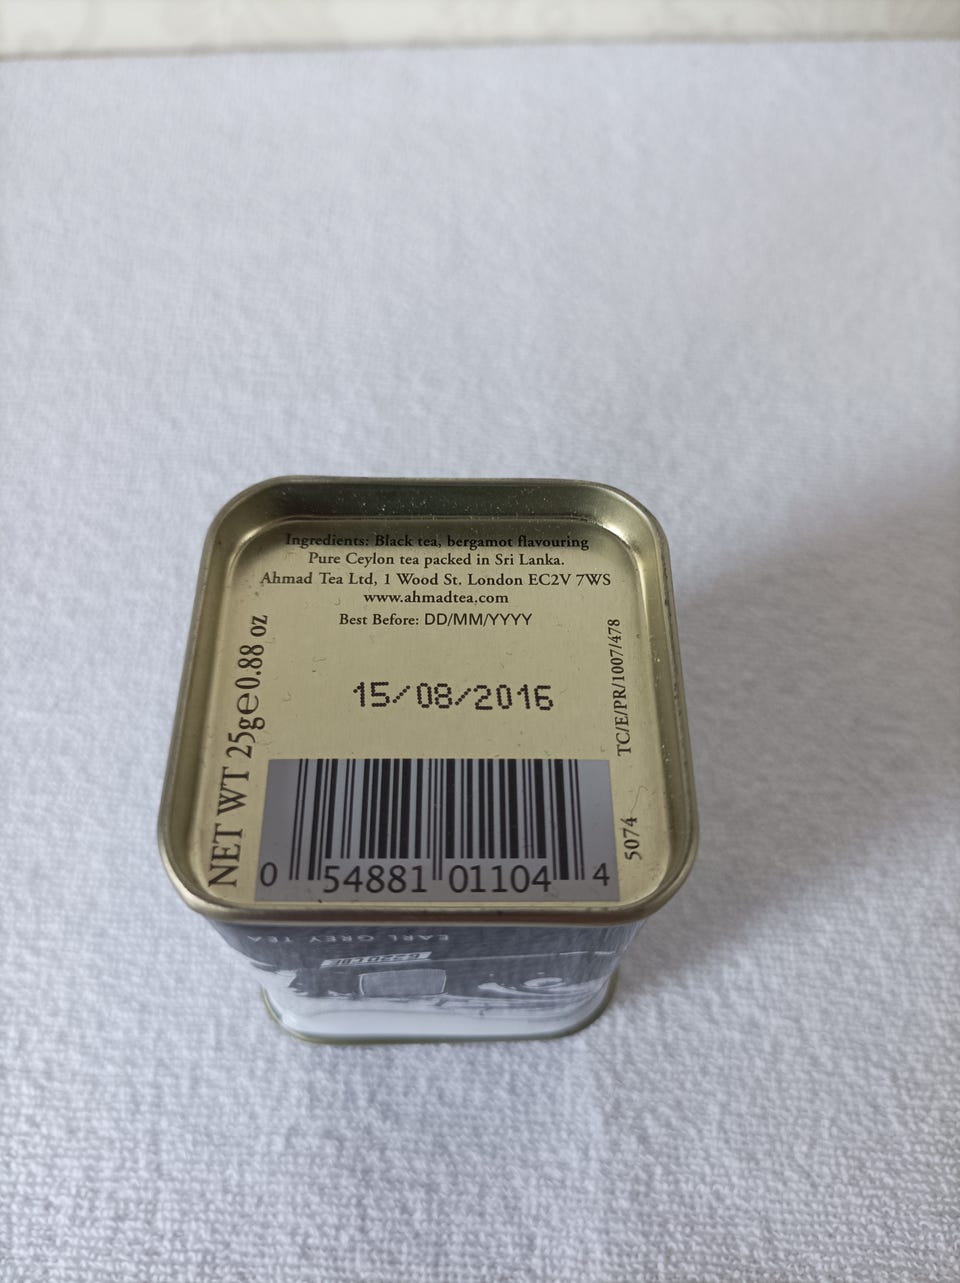 Ingredients: Black tea, bergamot flavouring
Pure Ceylon tea packed in Sri Lanka.
Ahmad Tea Ltd, 1 Wood St. London EC2V 7WS
www.ahmadtea.com
Best Before: DD/MM/YYYY
15/08/2016
NET WT 25g℮0.88 oz
TC/E/PR/1007/478
5074
0 54881 01104 4
EARL GREY TEA